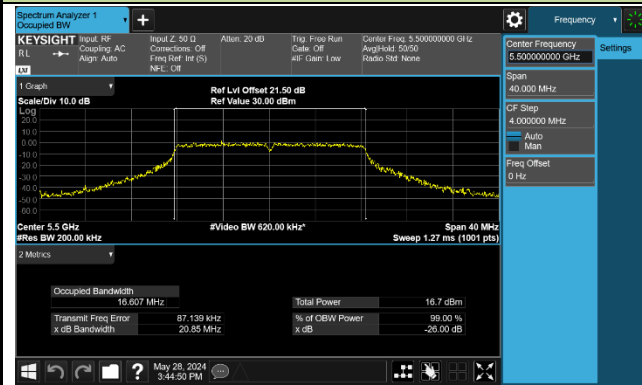 Spectrum Analyzer 1
Occupied BW
Frequency
KEYSIGHT
RL
LXI
Input: RF
Coupling: AC
Align: Auto
Input Z: 50 Ω
Corrections: Off
Freq Ref: Int (S)
NFE: Off
Atten: 20 dB
Trig: Free Run
Gate: Off
#IF Gain: Low
Center Freq: 5.500000000 GHz
Avg|Hold: 50/50
Radio Std: None
Center Frequency
5.500000000 GHz
Settings
Span
40.000 MHz
CF Step
4.000000 MHz
Auto
Man
Freq Offset
0 Hz
1 Graph
Scale/Div 10.0 dB
Ref Lvl Offset 21.50 dB
Ref Value 30.00 dBm
Log
20.0
10.0
0.00
-10.0
-20.0
-30.0
-40.0
-50.0
-60.0
Center 5.5 GHz
#Res BW 200.00 kHz
#Video BW 620.00 kHz*
Span 40 MHz
Sweep 1.27 ms (1001 pts)
2 Metrics
Occupied Bandwidth
16.607 MHz
Total Power 16.7 dBm
Transmit Freq Error 87.139 kHz
% of OBW Power 99.00 %
x dB Bandwidth 20.85 MHz
x dB -26.00 dB
May 28, 2024
3:44:50 PM